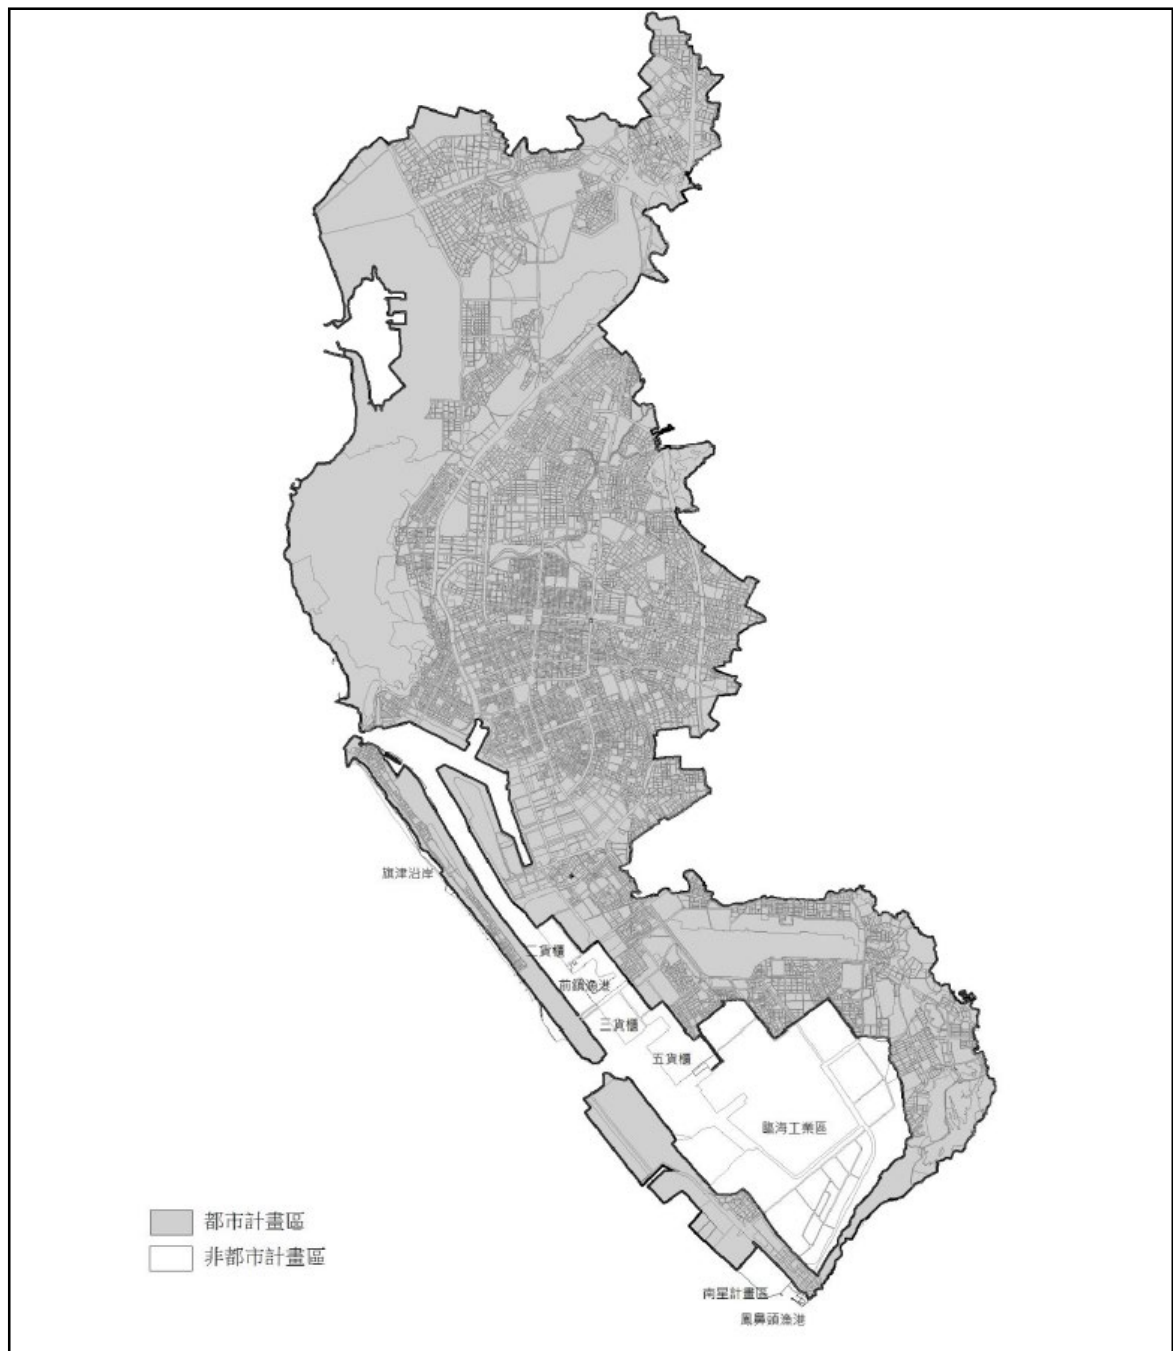 旗津沿岸
二貨櫃
前鎮漁港
三貨櫃
五貨櫃
臨海工業區
都市計畫區
非都市計畫區
南星計畫區
鳳鼻頭漁港